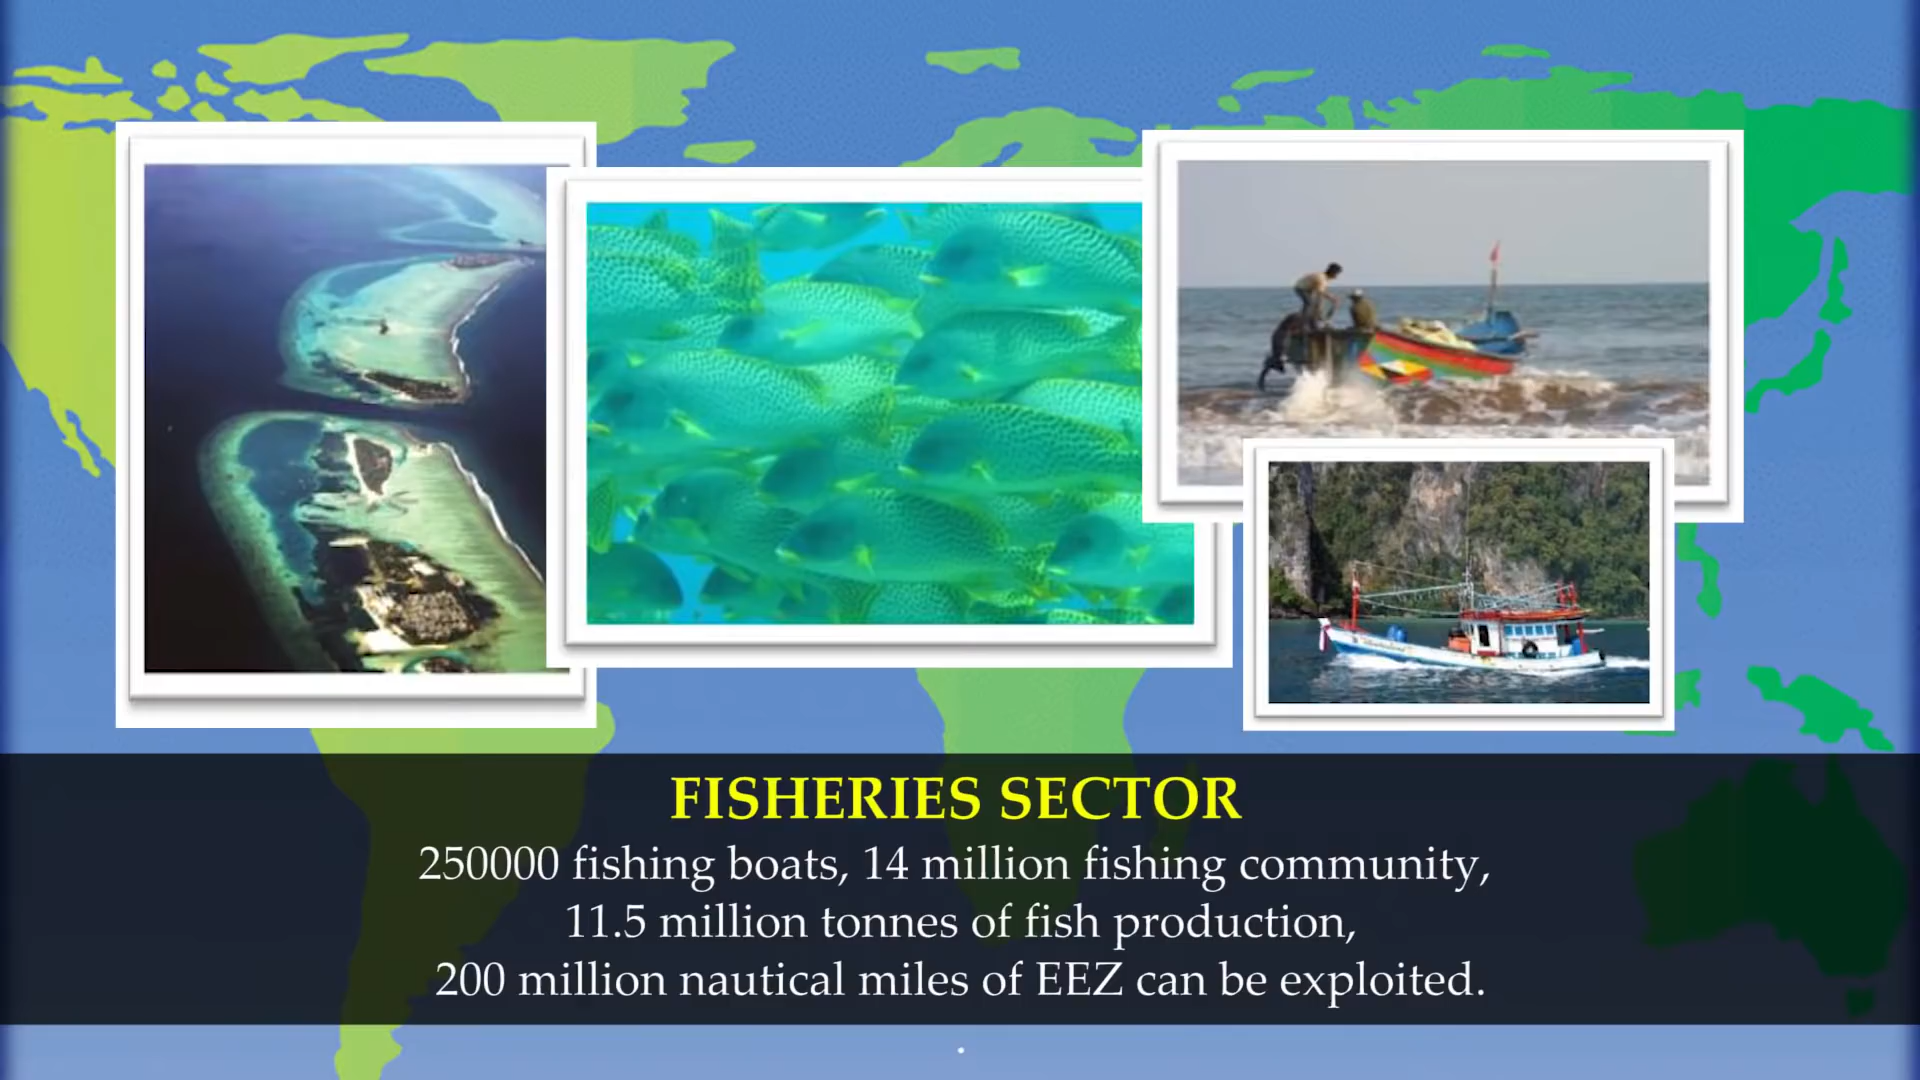 FISHERIES SECTOR
250000 fishing boats, 14 million fishing community,
11.5 million tonnes of fish production,
200 million nautical miles of EEZ can be exploited.
.